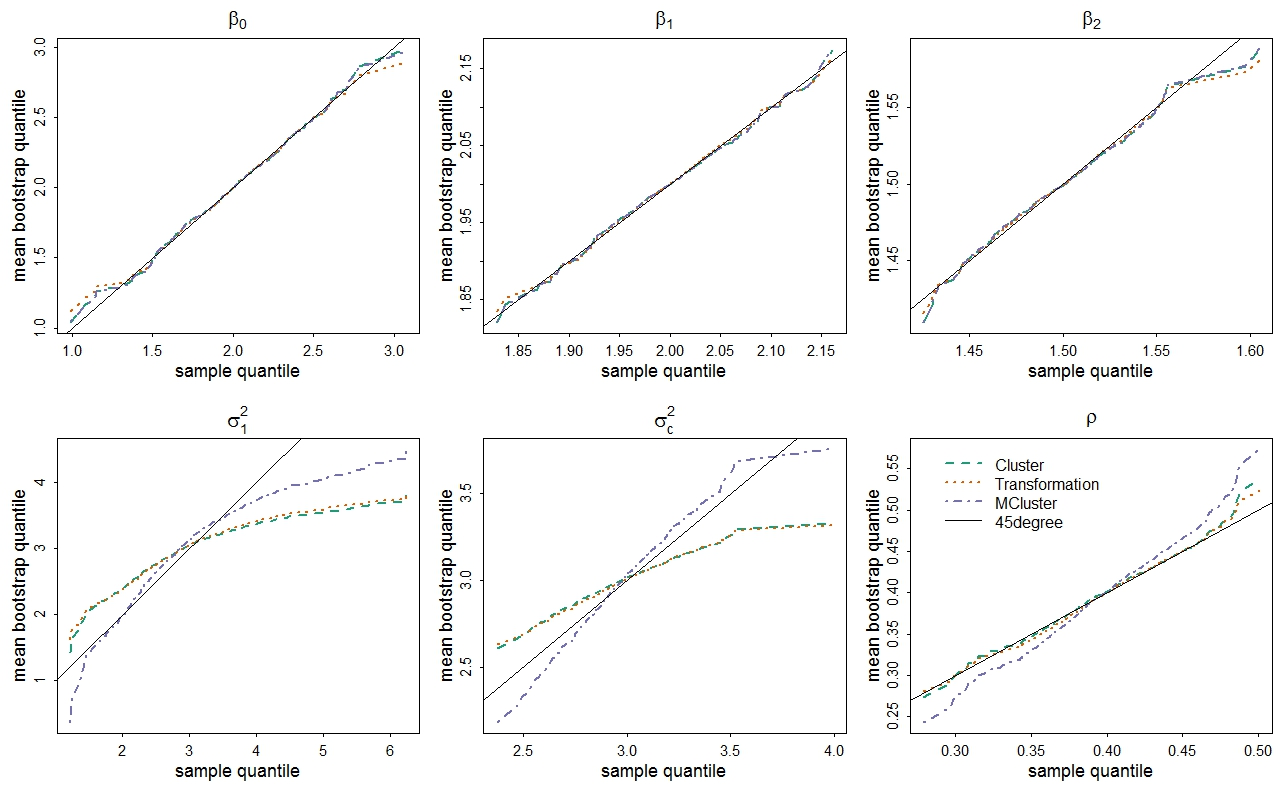 β0
mean bootstrap quantile
1.0 1.5 2.0 2.5 3.0
1.0 1.5 2.0 2.5 3.0
sample quantile
β1
mean bootstrap quantile
1.85 1.95 2.05 2.15
1.85 1.90 1.95 2.00 2.05 2.10 2.15
sample quantile
β2
mean bootstrap quantile
1.45 1.50 1.55
1.45 1.50 1.55 1.60
sample quantile
σ1^2
mean bootstrap quantile
1 2 3 4
2 3 4 5 6
sample quantile
σc^2
mean bootstrap quantile
2.5 3.0 3.5
2.5 3.0 3.5 4.0
sample quantile
ρ
Cluster
Transformation
MCluster
45degree
mean bootstrap quantile
0.25 0.30 0.35 0.40 0.45 0.50 0.55
0.30 0.35 0.40 0.45 0.50
sample quantile